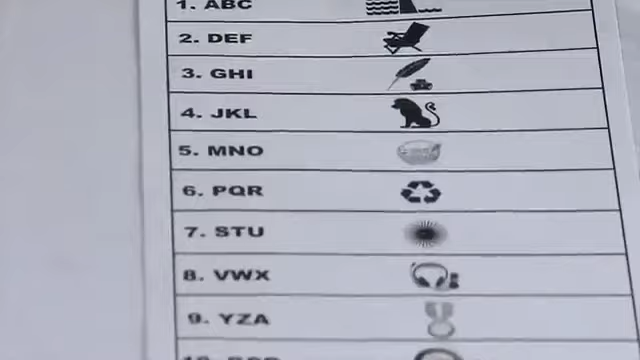 1. ABC
2. DEF
3. GHI
4. JKL
5. MNO
6. PQR
7. STU
8. VWX
9. YZA